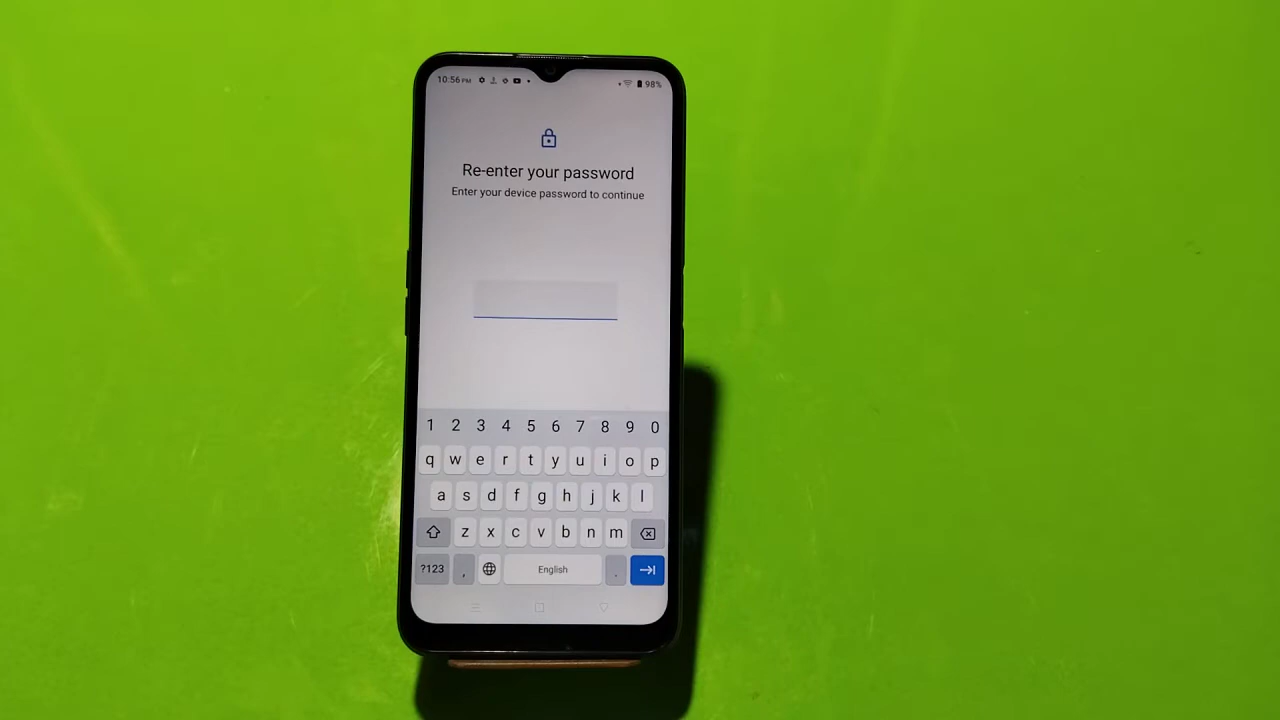 10:56 PM 98%
Re-enter your password
Enter your device password to continue
1 2 3 4 5 6 7 8 9 0
q w e r t y u i o p
a s d f g h j k l
z x c v b n m
?123 , English .